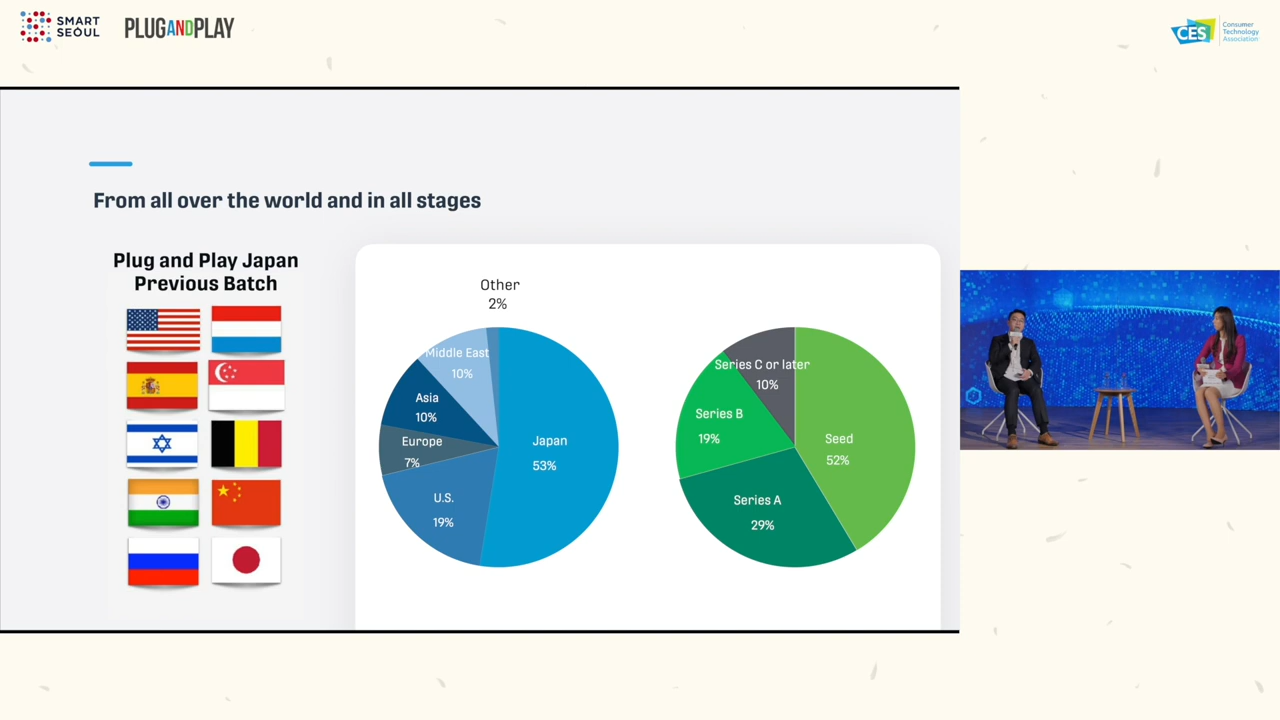 SMART
SEOUL
PLUGANDPLAY
CES
Consumer
Technology
Association
From all over the world and in all stages
Plug and Play Japan
Previous Batch
Other
2%
Middle East
10%
Asia
10%
Europe
7%
U.S.
19%
Japan
53%
Series C or later
10%
Series B
19%
Seed
52%
Series A
29%